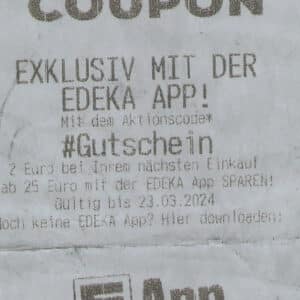 COUPON
EXKLUSIV MIT DER
EDEKA APP!
Mit dem Aktionscode*
#Gutschein
2 Euro bei Ihrem nächsten Einkauf
ab 25 Euro mit der EDEKA App SPAREN!
Gültig bis 23.03.2024
Noch keine EDEKA App? Hier downloaden:
App